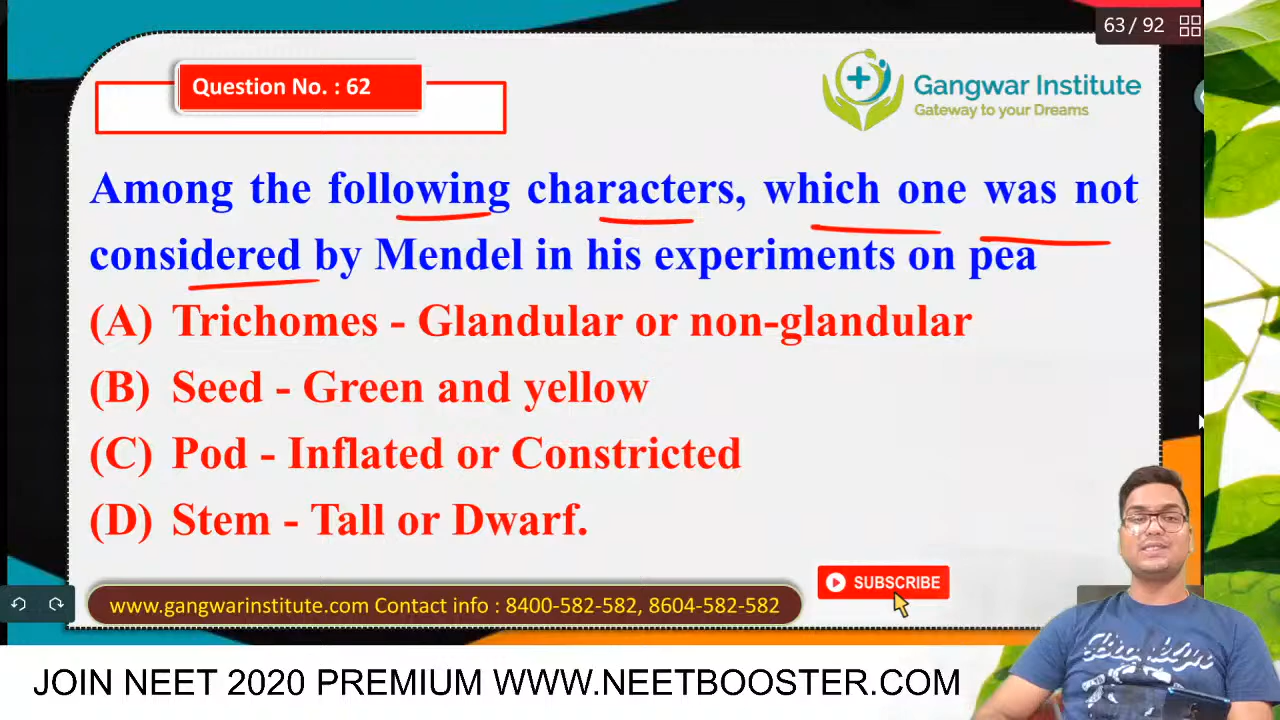 63 / 92
Question No. : 62
Gangwar Institute
Gateway to your Dreams
Among the following characters, which one was not
considered by Mendel in his experiments on pea
(A) Trichomes - Glandular or non-glandular
(B) Seed - Green and yellow
(C) Pod - Inflated or Constricted
(D) Stem - Tall or Dwarf.
www.gangwarinstitute.com Contact info : 8400-582-582, 8604-582-582
SUBSCRIBE
JOIN NEET 2020 PREMIUM WWW.NEETBOOSTER.COM